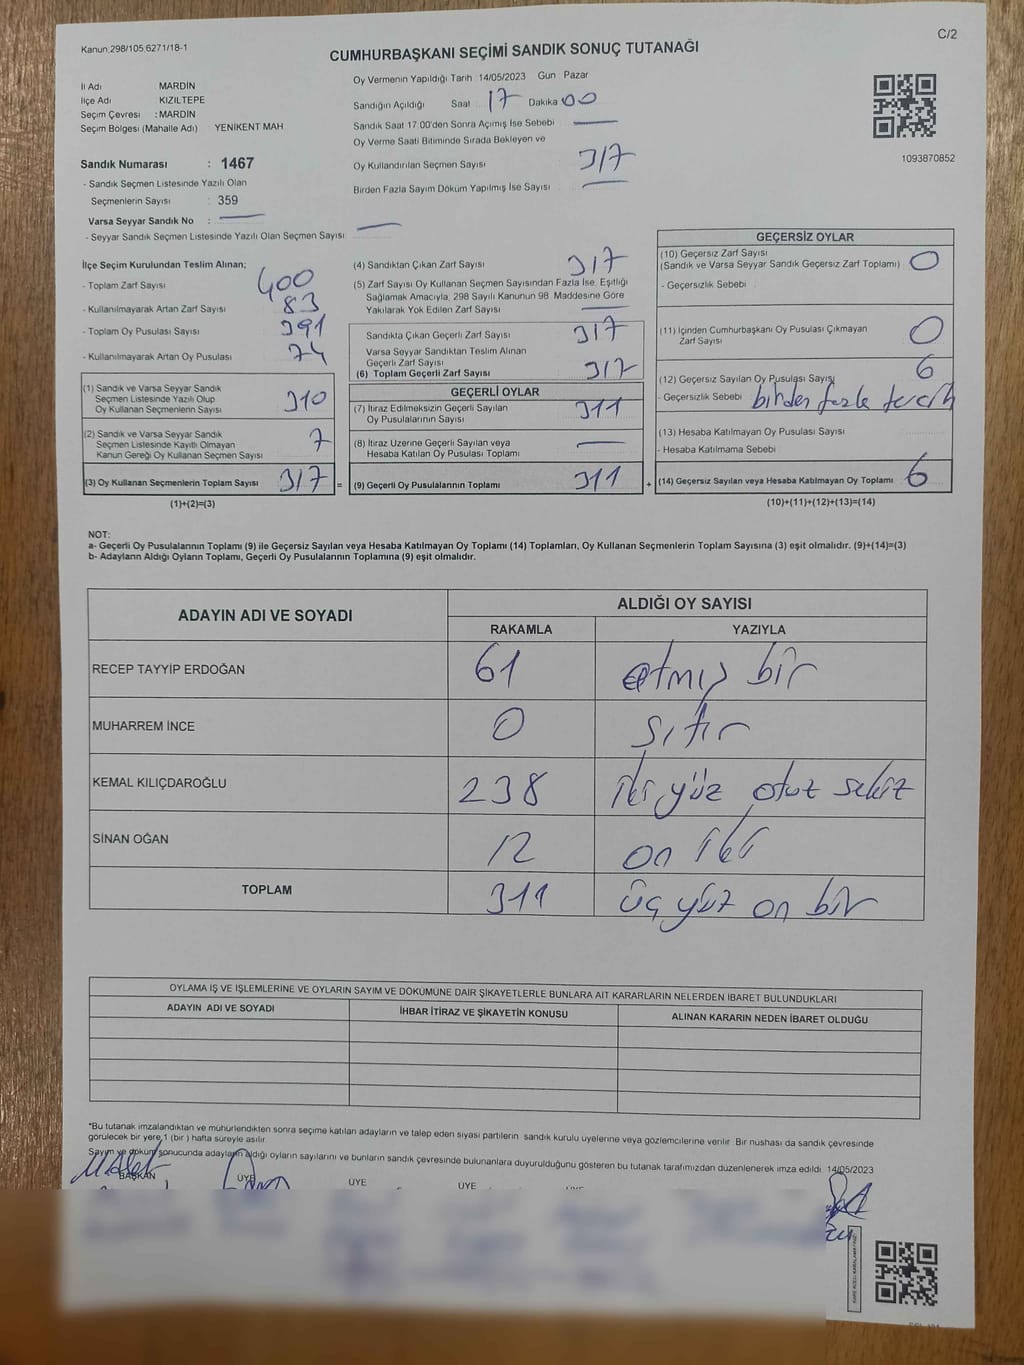 Kanun,298/105,6271/18-1
C/2
CUMHURBAŞKANI SEÇİMİ SANDIK SONUÇ TUTANAĞI
İl Adı MARDİN
İlçe Adı KIZILTEPE
Seçim Çevresi : MARDİN
Seçim Bölgesi (Mahalle Adı) YENİKENT MAH
Sandık Numarası : 1467
- Sandık Seçmen Listesinde Yazılı Olan
Seçmenlerin Sayısı : 359
Varsa Seyyar Sandık No :
- Seyyar Sandık Seçmen Listesinde Yazılı Olan Seçmen Sayısı
Oy Vermenin Yapıldığı Tarih 14/05/2023 Gün Pazar
Sandığın Açıldığı Saat 17 Dakika 00
Sandık Saat 17:00'den Sonra Açımış İse Sebebi
Oy Verme Saati Bitiminde Sırada Bekleyen ve
Oy Kullandırılan Seçmen Sayısı 317
Birden Fazla Sayım Döküm Yapılmış İse Sayısı
1093870852
İlçe Seçim Kurulundan Teslim Alınan;
- Toplam Zarf Sayısı 400
- Kullanılmayarak Artan Zarf Sayısı 83
- Toplam Oy Pusulası Sayısı 391
- Kullanılmayarak Artan Oy Pusulası 74
(1) Sandık ve Varsa Seyyar Sandık
Seçmen Listesinde Yazılı Olup
Oy Kullanan Seçmenlerin Sayısı 310
(2) Sandık ve Varsa Seyyar Sandık
Seçmen Listesinde Kayıtlı Olmayan
Kanun Gereği Oy Kullanan Seçmen Sayısı 7
(3) Oy Kullanan Seçmenlerin Toplam Sayısı 317 =
(1)+(2)=(3)
(4) Sandıktan Çıkan Zarf Sayısı 317
(5) Zarf Sayısı Oy Kullanan Seçmen Sayısından Fazla İse, Eşitliği
Sağlamak Amacıyla, 298 Sayılı Kanunun 98. Maddesine Göre
Yakılarak Yok Edilen Zarf Sayısı
Sandıkta Çıkan Geçerli Zarf Sayısı 317
Varsa Seyyar Sandıktan Teslim Alınan
Geçerli Zarf Sayısı
(6) Toplam Geçerli Zarf Sayısı 317
GEÇERLİ OYLAR
(7) İtiraz Edilmeksizin Geçerli Sayılan
Oy Pusulalarının Sayısı 311
(8) İtiraz Üzerine Geçerli Sayılan veya
Hesaba Katılan Oy Pusulası Toplamı
(9) Geçerli Oy Pusulalarının Toplamı 311 +
GEÇERSİZ OYLAR
(10) Geçersiz Zarf Sayısı
(Sandık ve Varsa Seyyar Sandık Geçersiz Zarf Toplamı) 0
- Geçersizlik Sebebi
(11) İçinden Cumhurbaşkanı Oy Pusulası Çıkmayan
Zarf Sayısı 0
(12) Geçersiz Sayılan Oy Pusulası Sayısı 6
- Geçersizlik Sebebi birden fazla tercih
(13) Hesaba Katılmayan Oy Pusulası Sayısı
- Hesaba Katılmama Sebebi
(14) Geçersiz Sayılan veya Hesaba Katılmayan Oy Toplamı 6
(10)+(11)+(12)+(13)=(14)
NOT:
a- Geçerli Oy Pusulalarının Toplamı (9) ile Geçersiz Sayılan veya Hesaba Katılmayan Oy Toplamı (14) Toplamları, Oy Kullanan Seçmenlerin Toplam Sayısına (3) eşit olmalıdır. (9)+(14)=(3)
b- Adayların Aldığı Oyların Toplamı, Geçerli Oy Pusulalarının Toplamına (9) eşit olmalıdır.
ADAYIN ADI VE SOYADI ALDIĞI OY SAYISI
RAKAMLA YAZIYLA
RECEP TAYYİP ERDOĞAN 61 atmış bir
MUHARREM İNCE 0 sıfır
KEMAL KILIÇDAROĞLU 238 iki yüz otuz sekiz
SİNAN OĞAN 12 on iki
TOPLAM 311 üç yüz on bir
OYLAMA İŞ VE İŞLEMLERİNE VE OYLARIN SAYIM VE DÖKÜMÜNE DAİR ŞİKAYETLERLE BUNLARA AİT KARARLARIN NELERDEN İBARET BULUNDUKLARI
ADAYIN ADI VE SOYADI İHBAR İTİRAZ VE ŞİKAYETİN KONUSU ALINAN KARARIN NEDEN İBARET OLDUĞU
*Bu tutanak imzalandıktan ve mühürlendikten sonra seçime katılan adayların ve talep eden siyasi partilerin sandık kurulu üyelerine veya gözlemcilerine verilir. Bir nüshası da sandık çevresinde
görülecek bir yere 1 (bir) hafta süreyle asılır.
Sayım ve döküm sonucunda adayların aldığı oyların sayılarını ve bunların sandık çevresinde bulunanlara duyurulduğunu gösteren bu tutanak tarafımızdan düzenlenerek imza edildi. 14/05/2023
BAŞKAN ÜYE ÜYE ÜYE